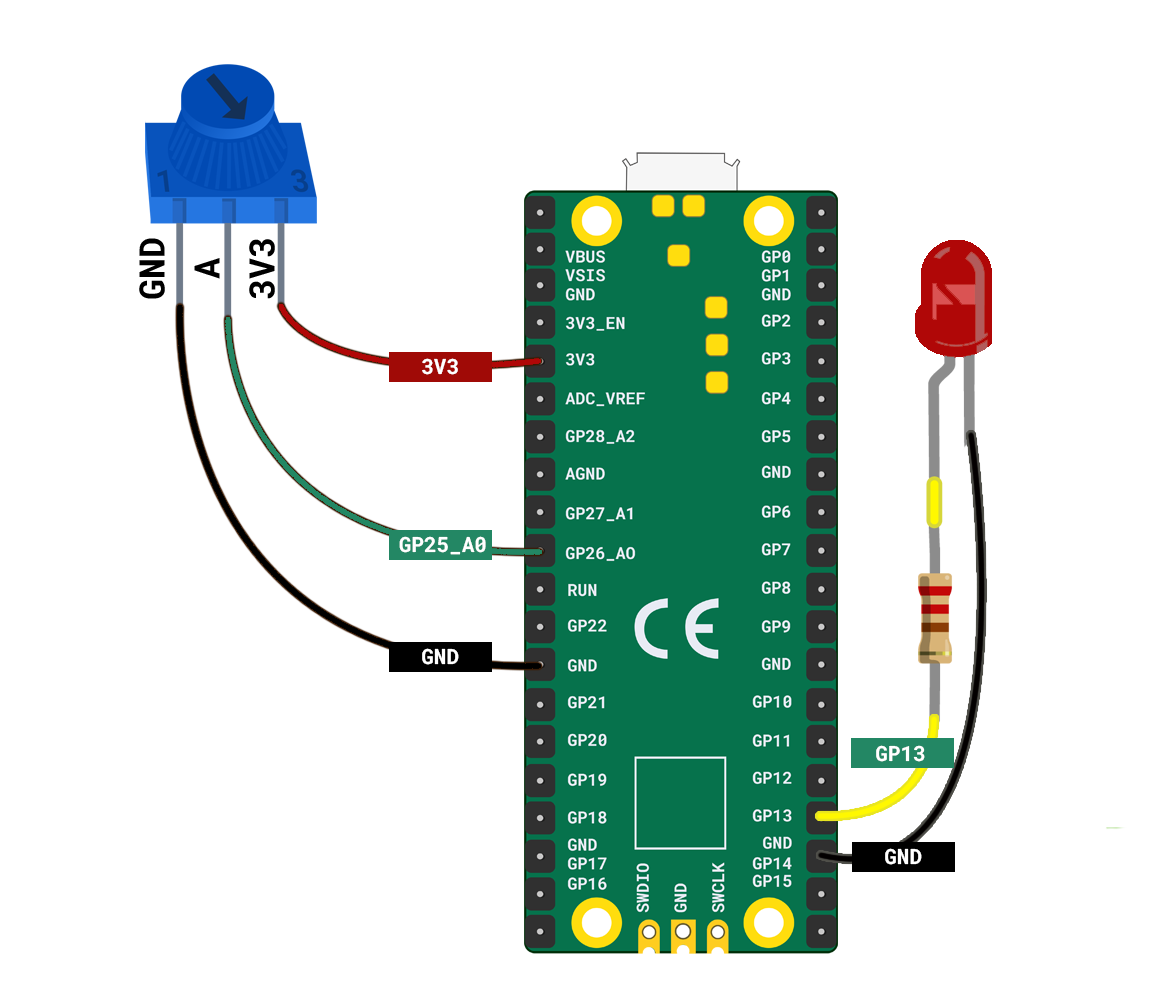 1
3
GND
A
3V3
3V3
GP25_A0
GND
VBUS
VSIS
GND
3V3_EN
3V3
ADC_VREF
GP28_A2
AGND
GP27_A1
GP26_AO
RUN
GP22
GND
GP21
GP20
GP19
GP18
GND
GP17
GP16
GP0
GP1
GND
GP2
GP3
GP4
GP5
GND
GP6
GP7
GP8
GP9
GND
GP10
GP11
GP12
GP13
GND
GP14
GP15
CE
SWDIO
GND
SWCLK
GP13
GND